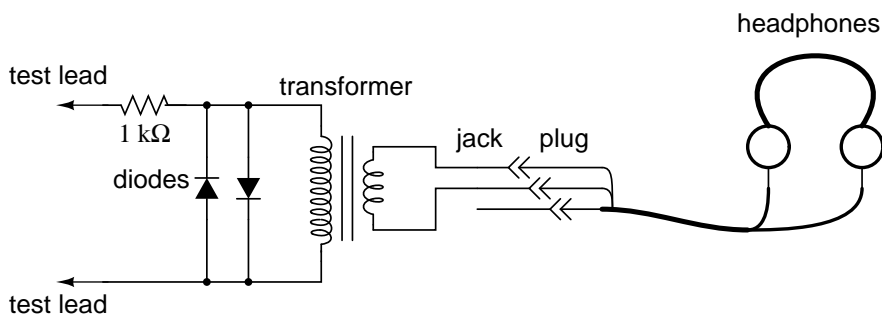 headphones
test lead
transformer
1 kΩ
jack
plug
diodes
test lead